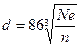 d = 86∛(Ne/n)